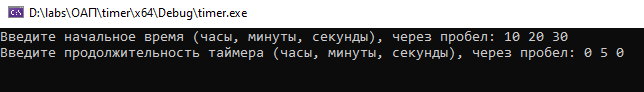 D:\labs\ОАП\timer\x64\Debug\timer.exe
Введите начальное время (часы, минуты, секунды), через пробел: 10 20 30
Введите продолжительность таймера (часы, минуты, секунды), через пробел: 0 5 0